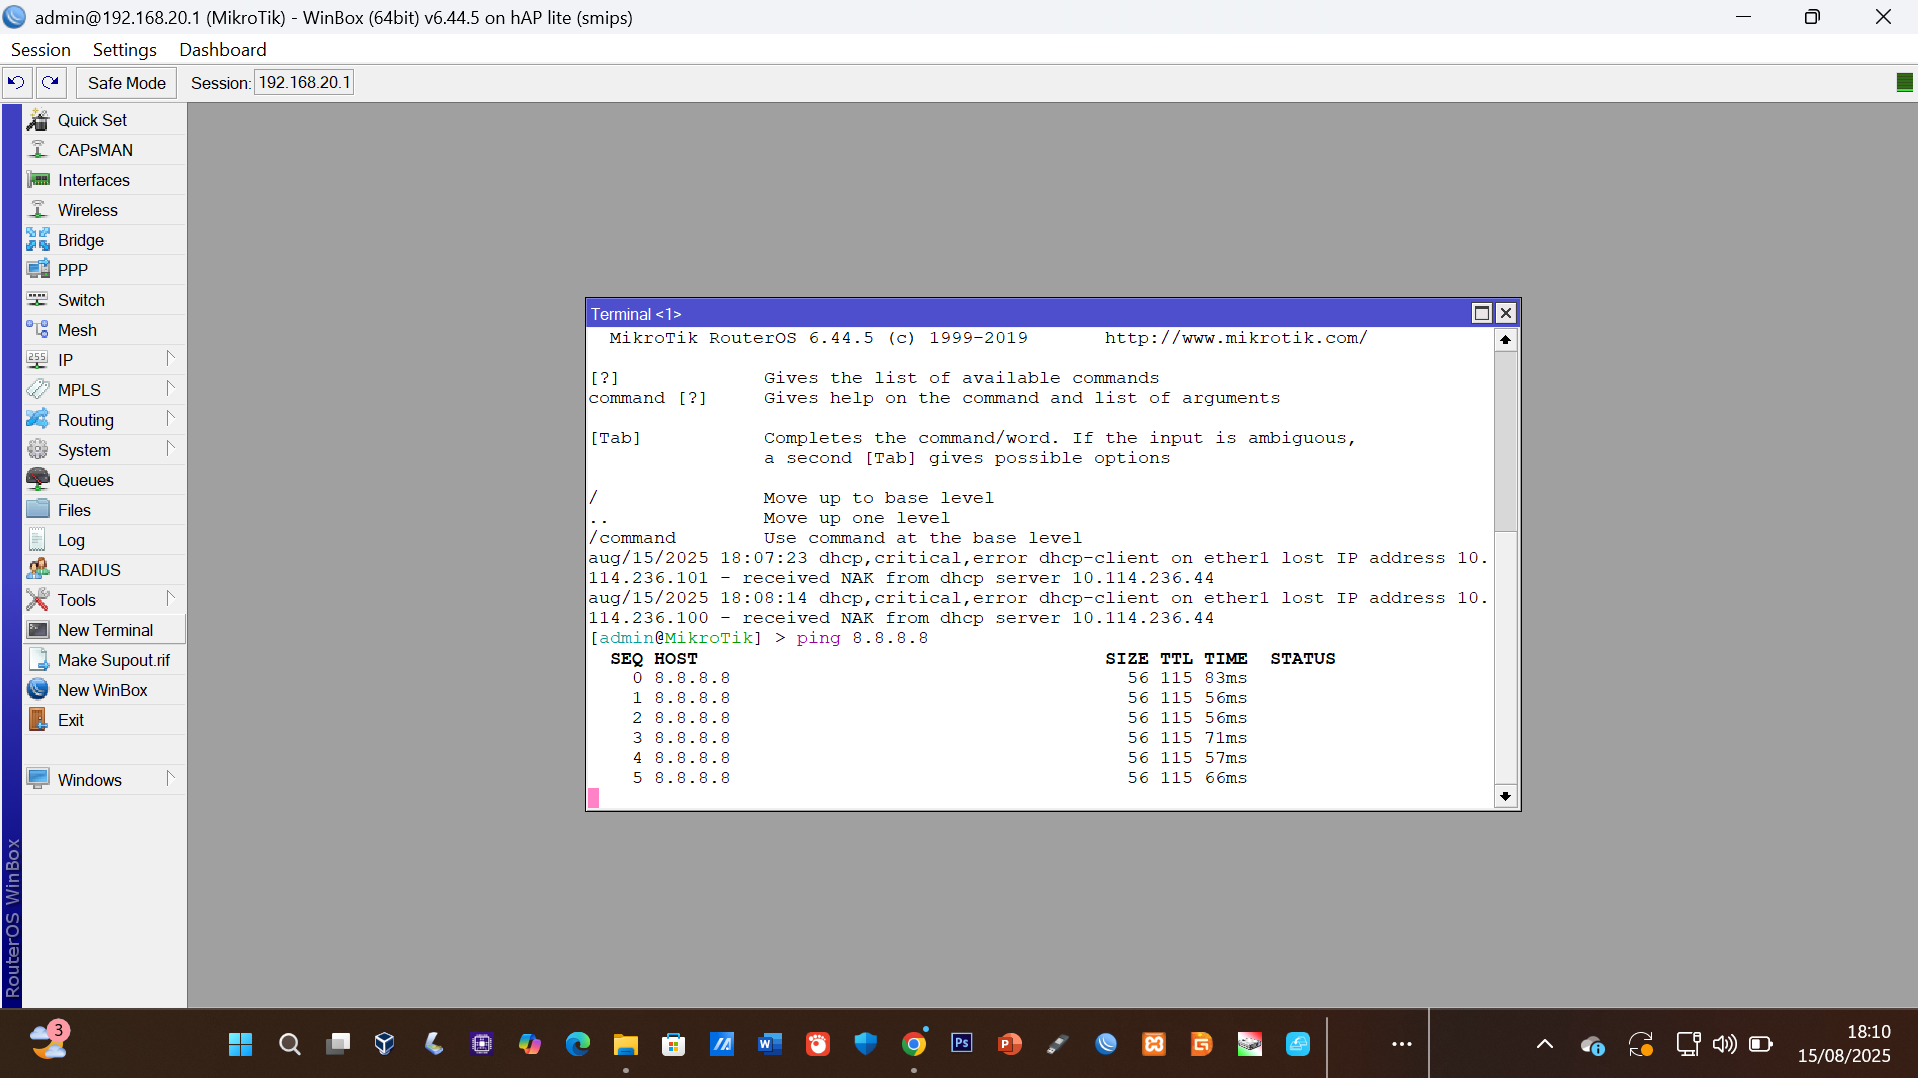 admin@192.168.20.1 (MikroTik) - WinBox (64bit) v6.44.5 on hAP lite (smips)
Session Settings Dashboard
Safe Mode Session: 192.168.20.1
Quick Set
CAPsMAN
Interfaces
Wireless
Bridge
PPP
Switch
Mesh
IP
MPLS
Routing
System
Queues
Files
Log
RADIUS
Tools
New Terminal
Make Supout.rif
New WinBox
Exit
Windows
RouterOS WinBox
Terminal <1>
MikroTik RouterOS 6.44.5 (c) 1999-2019 http://www.mikrotik.com/
[?] Gives the list of available commands
command [?] Gives help on the command and list of arguments
[Tab] Completes the command/word. If the input is ambiguous,
a second [Tab] gives possible options
/ Move up to base level
.. Move up one level
/command Use command at the base level
aug/15/2025 18:07:23 dhcp,critical,error dhcp-client on ether1 lost IP address 10.
114.236.101 - received NAK from dhcp server 10.114.236.44
aug/15/2025 18:08:14 dhcp,critical,error dhcp-client on ether1 lost IP address 10.
114.236.100 - received NAK from dhcp server 10.114.236.44
[admin@MikroTik] > ping 8.8.8.8
SEQ HOST SIZE TTL TIME STATUS
0 8.8.8.8 56 115 83ms
1 8.8.8.8 56 115 56ms
2 8.8.8.8 56 115 56ms
3 8.8.8.8 56 115 71ms
4 8.8.8.8 56 115 57ms
5 8.8.8.8 56 115 66ms
3
18:10
15/08/2025